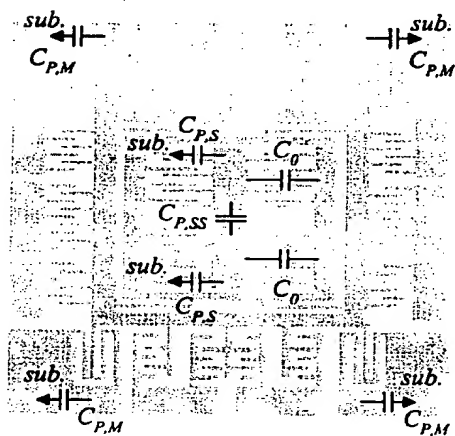 sub. sub.
C_{P,M} C_{P,M}
C_{P,S}
sub. C_0
C_{P,SS}
sub. C_0
C_{P,S}
sub. sub.
C_{P,M} C_{P,M}